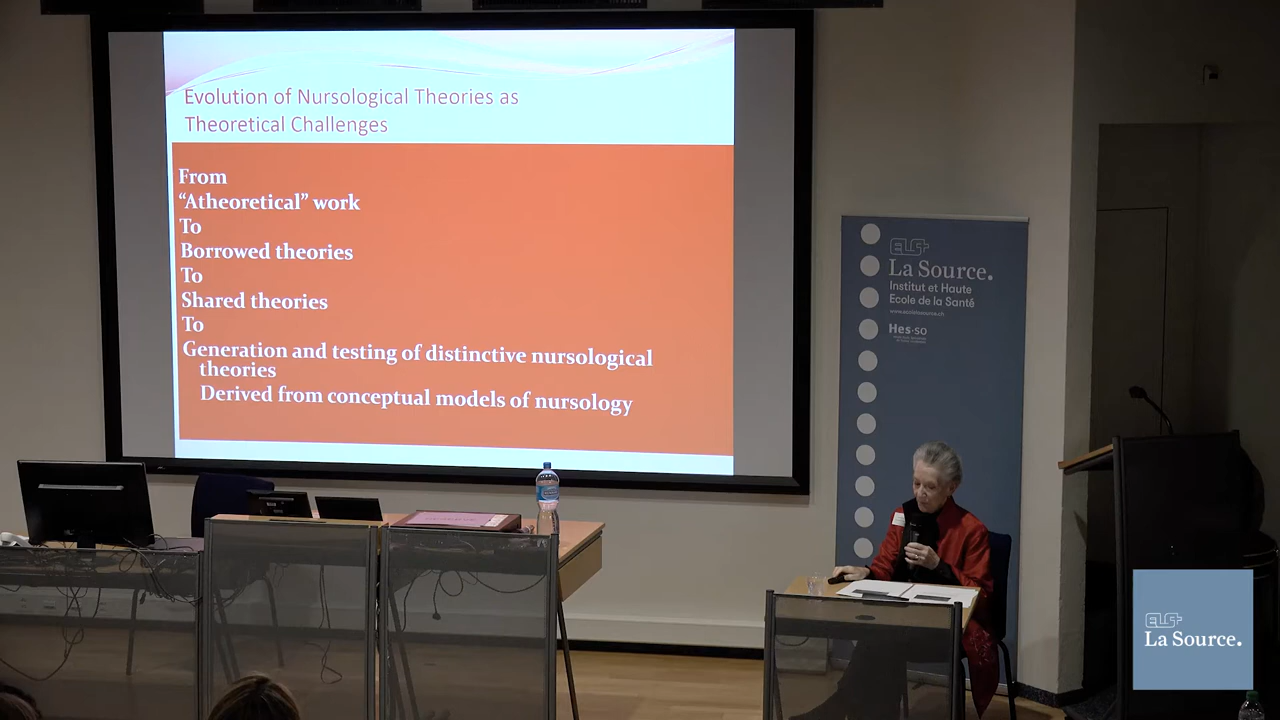 Evolution of Nursological Theories as
Theoretical Challenges
From
“Atheoretical” work
To
Borrowed theories
To
Shared theories
To
Generation and testing of distinctive nursological
theories
Derived from conceptual models of nursology
La Source.
Institut et Haute
Ecole de la Santé
Hes·so
La Source.